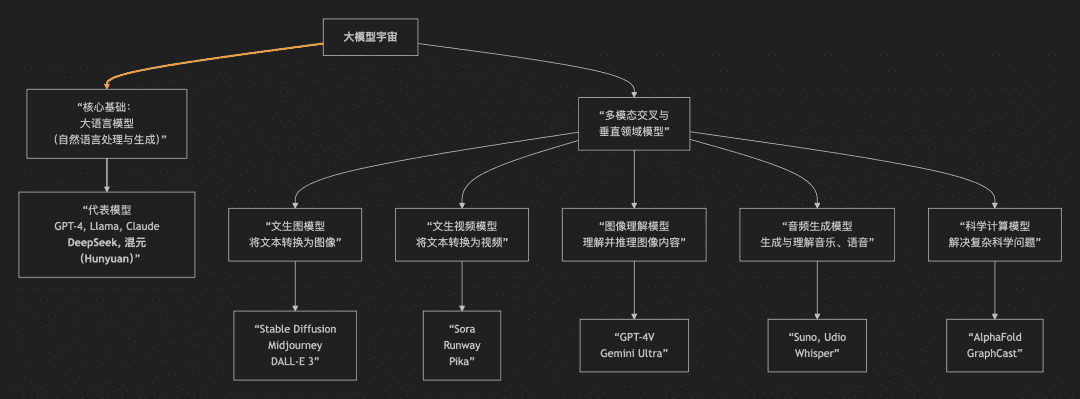 大模型宇宙
“核心基础：
大语言模型
（自然语言处理与生成）”
“多模态交叉与
垂直领域模型”
“代表模型
GPT-4, Llama, Claude
DeepSeek, 混元
（Hunyuan）”
“文生图模型
将文本转换为图像”
“文生视频模型
将文本转换为视频”
“图像理解模型
理解并推理图像内容”
“音频生成模型
生成与理解音乐、语音”
“科学计算模型
解决复杂科学问题”
“Stable Diffusion
Midjourney
DALL-E 3”
“Sora
Runway
Pika”
“GPT-4V
Gemini Ultra”
“Suno, Udio
Whisper”
“AlphaFold
GraphCast”